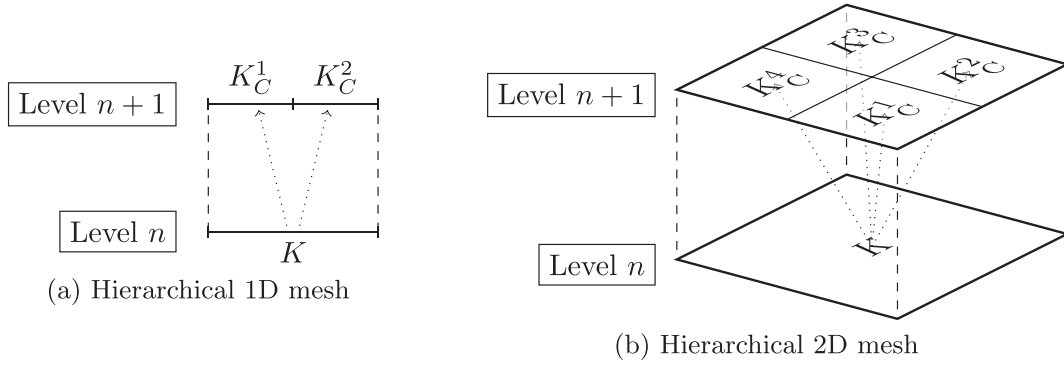 K_C^1 K_C^2
Level n + 1
Level n
K
(a) Hierarchical 1D mesh
K_C^3
K_C^4 K_C^2
Level n + 1
K_C^1
K
Level n
(b) Hierarchical 2D mesh